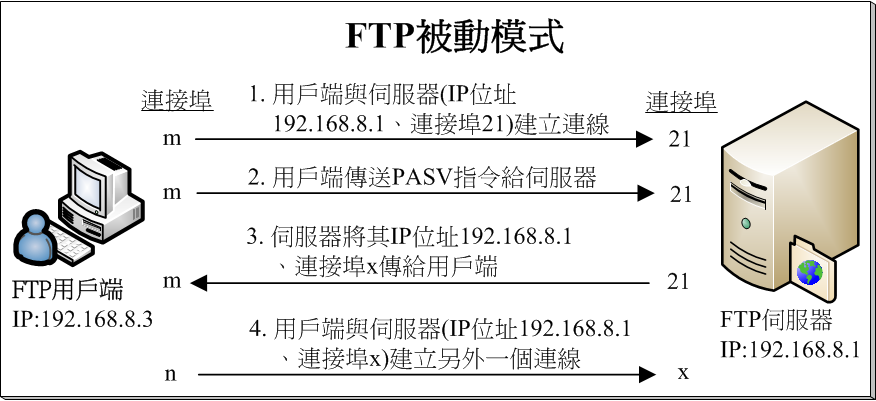 FTP被動模式
連接埠
連接埠
1. 用戶端與伺服器(IP位址
192.168.8.1、連接埠21)建立連線
m
21
2. 用戶端傳送PASV指令給伺服器
m
21
3. 伺服器將其IP位址192.168.8.1
、連接埠x傳給用戶端
m
21
4. 用戶端與伺服器(IP位址192.168.8.1
、連接埠x)建立另外一個連線
n
x
FTP用戶端
IP:192.168.8.3
FTP伺服器
IP:192.168.8.1